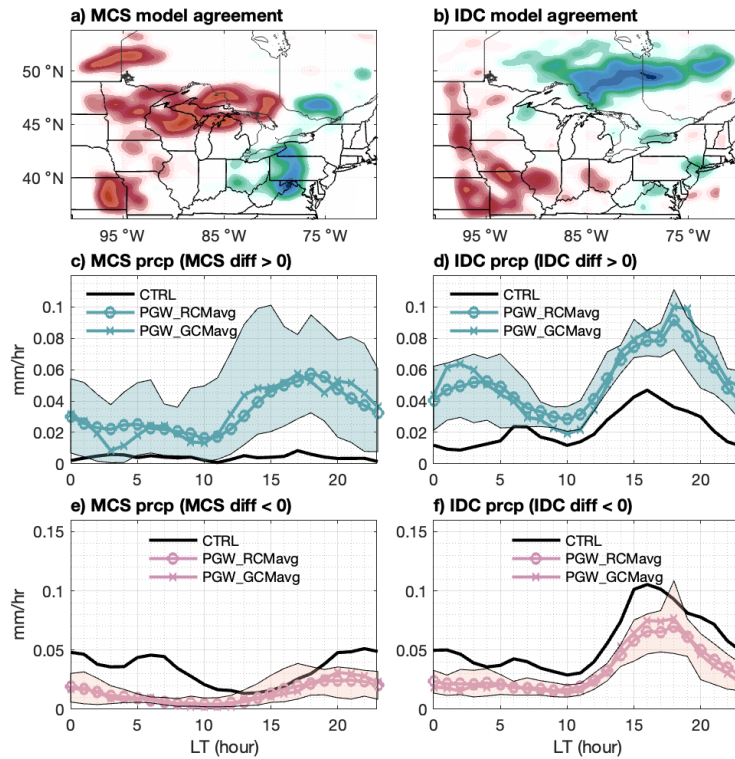 a) MCS model agreement
b) IDC model agreement
50 °N
45 °N
40 °N
95 °W 85 °W 75 °W
95 °W 85 °W 75 °W
c) MCS prcp (MCS diff > 0)
d) IDC prcp (IDC diff > 0)
mm/hr
0.1
0.08
0.06
0.04
0.02
0
CTRL
PGW_RCMavg
PGW_GCMavg
0 5 10 15 20
0.1
0.08
0.06
0.04
0.02
0
CTRL
PGW_RCMavg
PGW_GCMavg
0 5 10 15 20
e) MCS prcp (MCS diff < 0)
f) IDC prcp (IDC diff < 0)
mm/hr
0.15
0.1
0.05
0
CTRL
PGW_RCMavg
PGW_GCMavg
0 5 10 15 20
LT (hour)
0.15
0.1
0.05
0
CTRL
PGW_RCMavg
PGW_GCMavg
0 5 10 15 20
LT (hour)